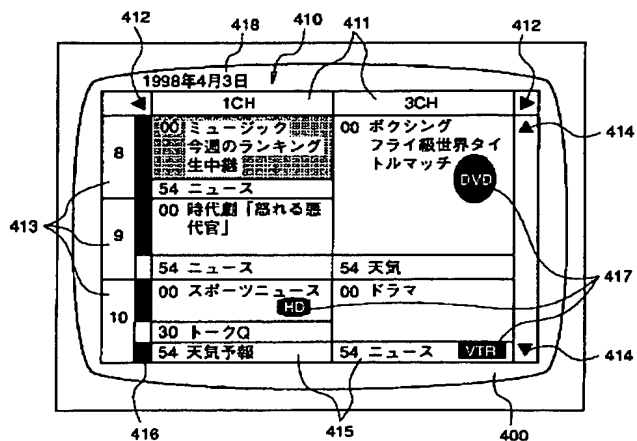 412
418
410
411
412
1998年4月3日
1CH
3CH
414
8
00 ミュージック
今週のランキング
生中継
00 ボクシング
フライ級世界タイ
トルマッチ
DVD
54 ニュース
413
9
00 時代劇「怒れる悪
代官」
54 ニュース
54 天気
417
10
00 スポーツニュース
HD
00 ドラマ
30 トークQ
54 天気予報
54 ニュース
VTR
414
416
415
400